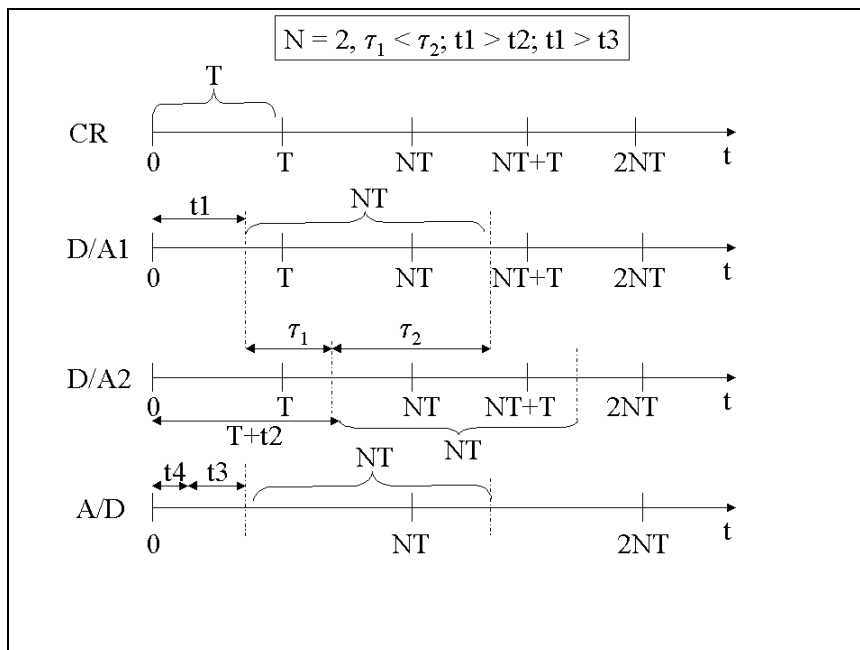 N = 2, τ₁ < τ₂; t1 > t2; t1 > t3
T
CR
0 T NT NT+T 2NT t
t1 NT
D/A1
0 T NT NT+T 2NT t
τ₁ τ₂
D/A2
0 T NT NT+T 2NT t
T+t2 NT
t4 t3 NT
A/D
0 NT 2NT t